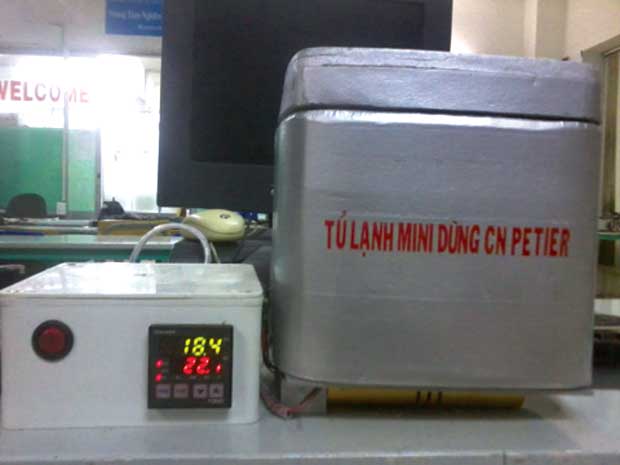 WELCOME
TỦ LẠNH MINI DÙNG CN PETIER
18.4
22.1